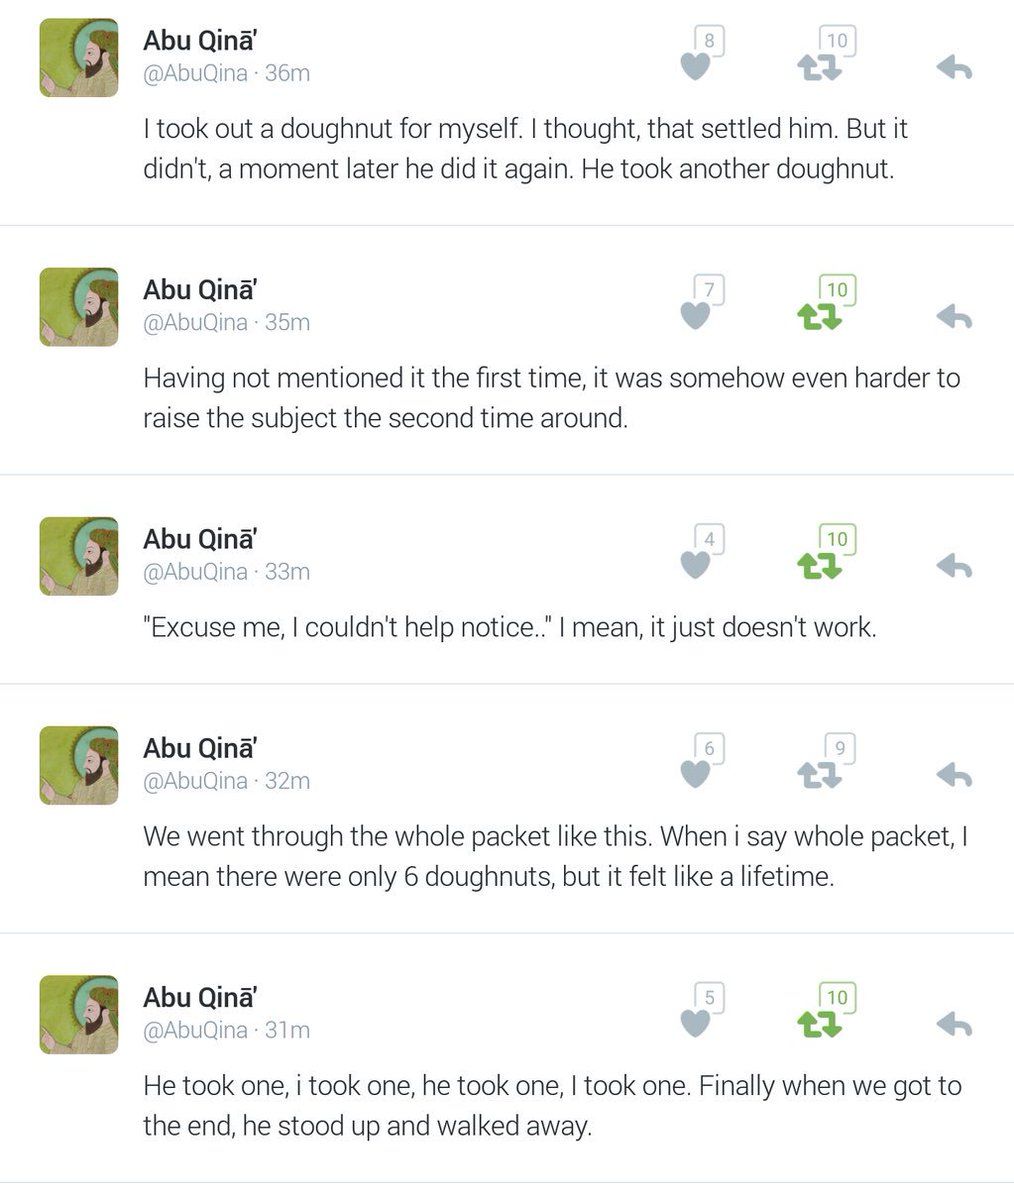 Abu Qinā' 8 10
@AbuQina · 36m
I took out a doughnut for myself. I thought, that settled him. But it
didn't, a moment later he did it again. He took another doughnut.
Abu Qinā' 7 10
@AbuQina · 35m
Having not mentioned it the first time, it was somehow even harder to
raise the subject the second time around.
Abu Qinā' 4 10
@AbuQina · 33m
"Excuse me, I couldn't help notice.." I mean, it just doesn't work.
Abu Qinā' 6 9
@AbuQina · 32m
We went through the whole packet like this. When i say whole packet, I
mean there were only 6 doughnuts, but it felt like a lifetime.
Abu Qinā' 5 10
@AbuQina · 31m
He took one, i took one, he took one, I took one. Finally when we got to
the end, he stood up and walked away.